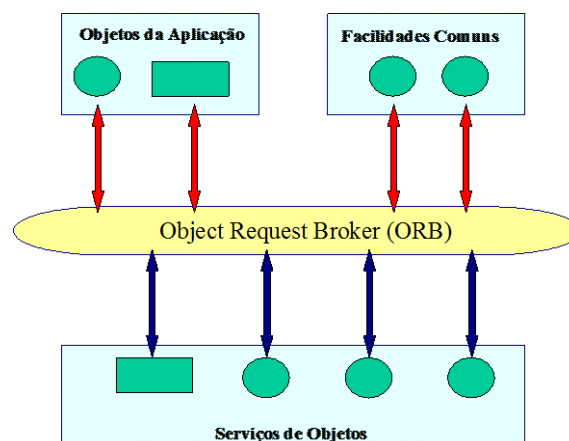 Objetos da Aplicação
Facilidades Comuns
Object Request Broker (ORB)
Serviços de Objetos